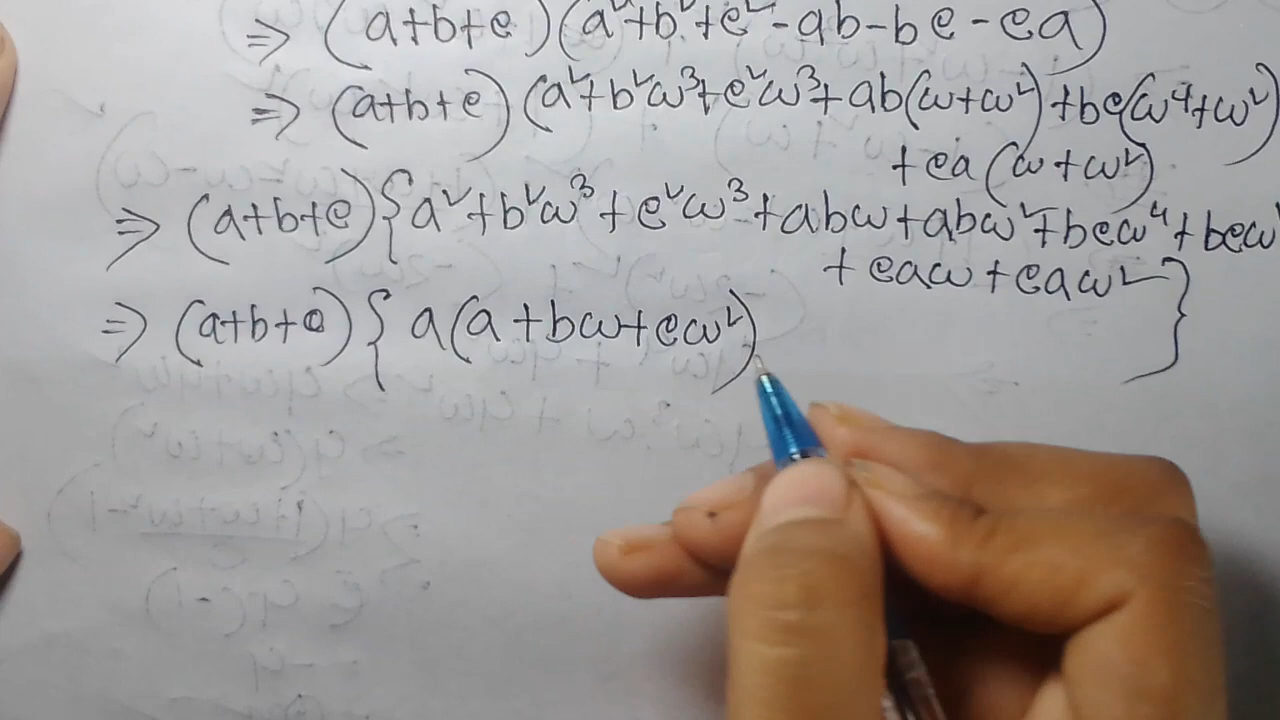 ⇒ (a+b+c)(a²+b²+c²-ab-bc-ca)
⇒ (a+b+c)(a²+b²ω³+c²ω³+ab(ω+ω²)+bc(ω⁴+ω²)
+ca(ω+ω²)
⇒ (a+b+c){a²+b²ω³+c²ω³+abω+abω²+bcω⁴+bcω²
+caω+caω²}
⇒ (a+b+c){a(a+bω+cω²) }